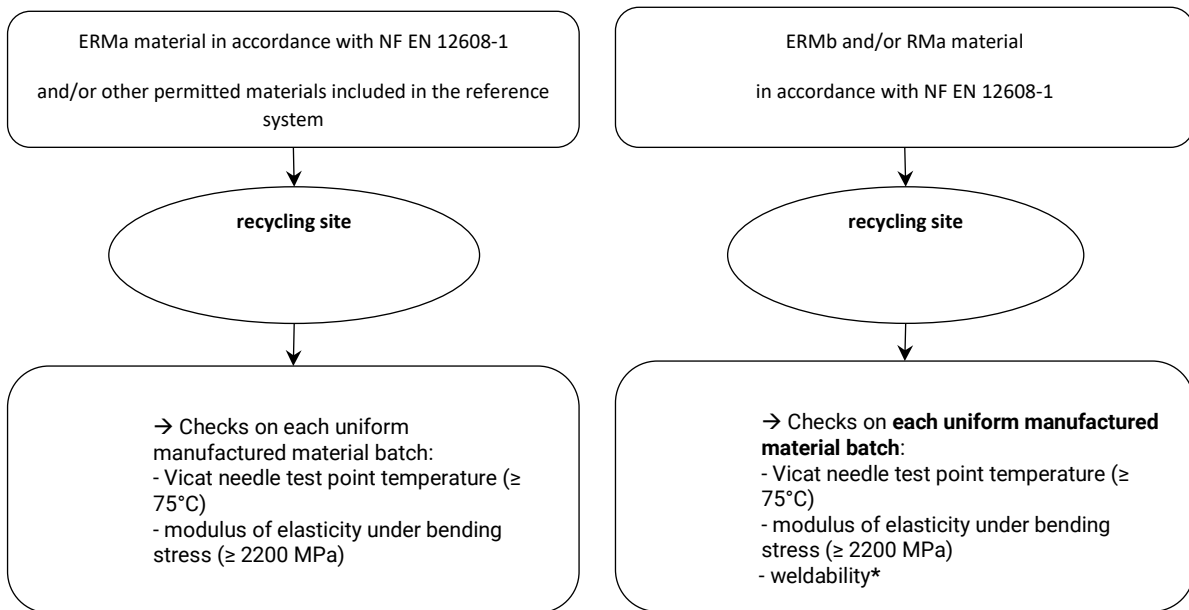 ERMa material in accordance with NF EN 12608-1
and/or other permitted materials included in the reference
system
recycling site
→ Checks on each uniform
manufactured material batch:
- Vicat needle test point temperature (≥
75°C)
- modulus of elasticity under bending
stress (≥ 2200 MPa)
ERMb and/or RMa material
in accordance with NF EN 12608-1
recycling site
→ Checks on each uniform manufactured
material batch:
- Vicat needle test point temperature (≥
75°C)
- modulus of elasticity under bending
stress (≥ 2200 MPa)
- weldability*